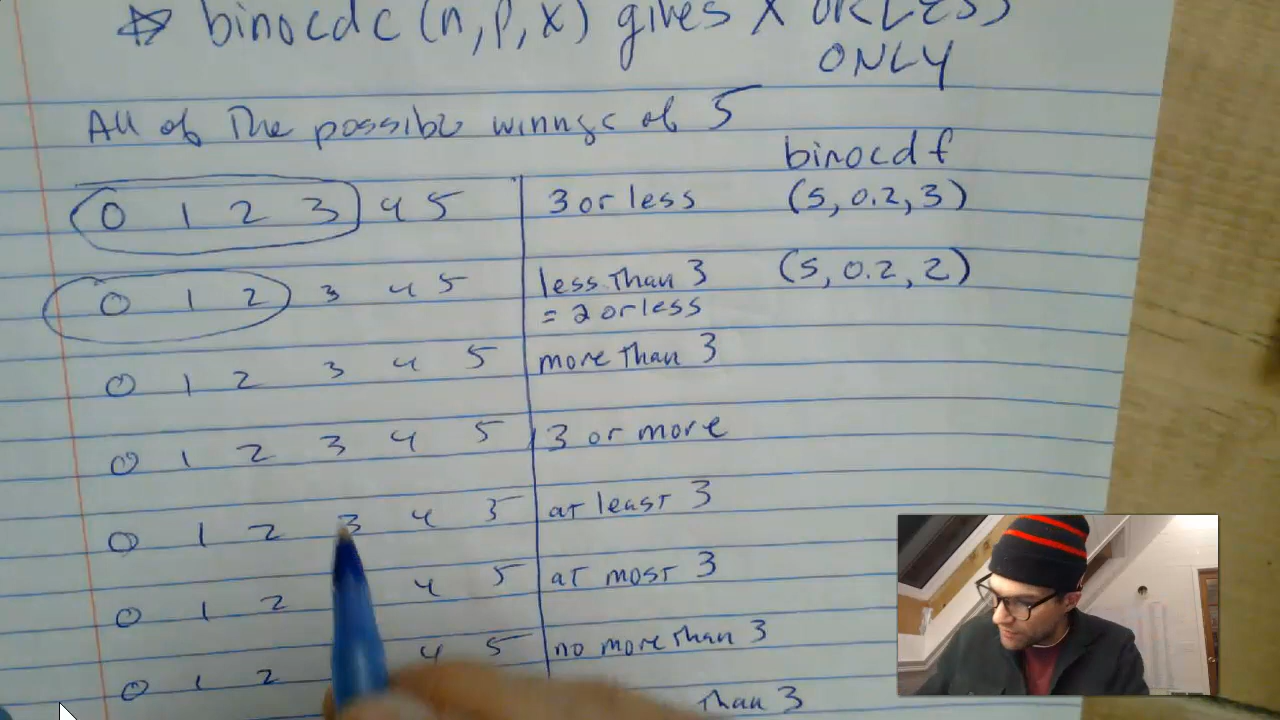 ☆ binocdc (n, p, x) gives X OR LESS
ONLY
All of The possible winngs of 5
binocdf
0 1 2 3 4 5 3 or less (5, 0.2, 3)
0 1 2 3 4 5 less Than 3 (5, 0.2, 2)
= 2 or less
0 1 2 3 4 5 more Than 3
0 1 2 3 4 5 3 or more
0 1 2 3 4 5 at least 3
0 1 2 4 5 at most 3
0 1 2 4 5 no more Than 3
Than 3